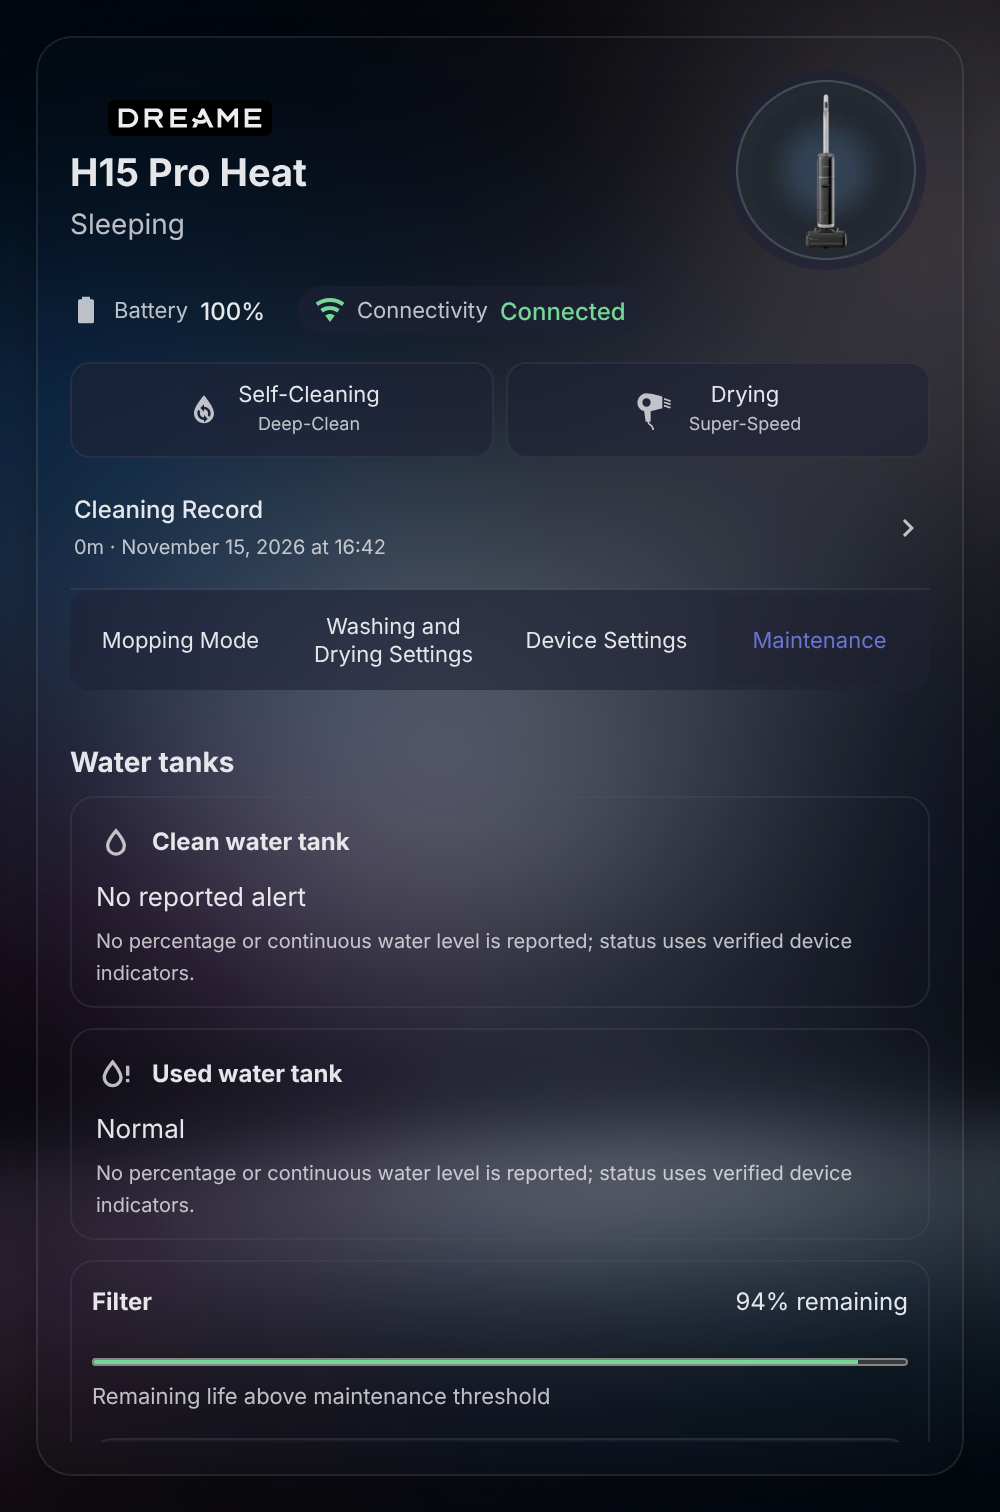 DREAME
H15 Pro Heat
Sleeping
Battery 100%
Connectivity Connected
Self-Cleaning
Deep-Clean
Drying
Super-Speed
Cleaning Record
0m · November 15, 2026 at 16:42
Mopping Mode
Washing and
Drying Settings
Device Settings
Maintenance
Water tanks
Clean water tank
No reported alert
No percentage or continuous water level is reported; status uses verified device
indicators.
Used water tank
Normal
No percentage or continuous water level is reported; status uses verified device
indicators.
Filter
94% remaining
Remaining life above maintenance threshold